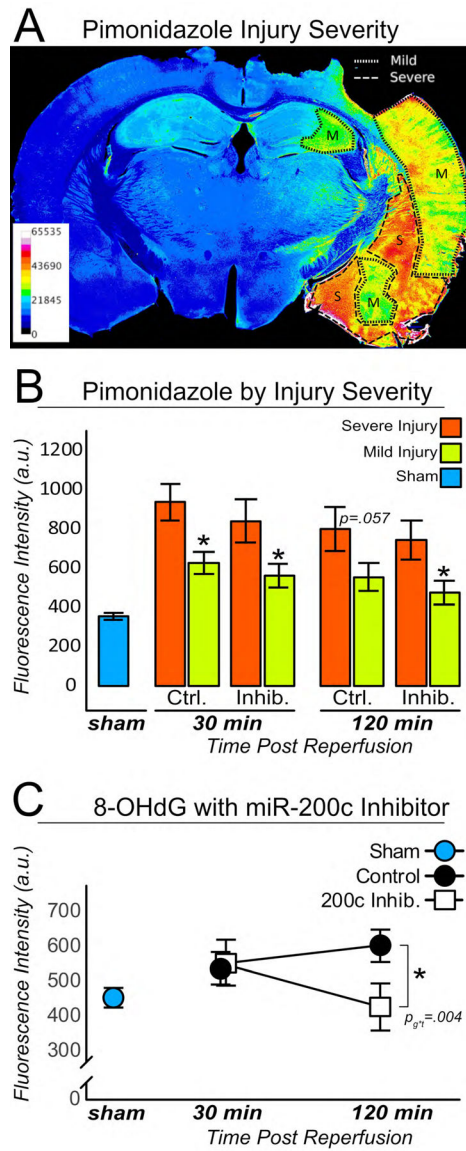 A Pimonidazole Injury Severity
Mild
Severe
M
M
S
S
M
65535
43690
21845
0
B Pimonidazole by Injury Severity
Fluorescence Intensity (a.u.)
1200
1000
800
600
400
200
0
Severe Injury
Mild Injury
Sham
p=.057
* * *
Ctrl. Inhib. Ctrl. Inhib.
sham 30 min 120 min
Time Post Reperfusion
C 8-OHdG with miR-200c Inhibitor
Fluorescence Intensity (a.u.)
Sham
Control
200c Inhib.
700
600
500
400
300
0
*
pg*t=.004
sham 30 min 120 min
Time Post Reperfusion